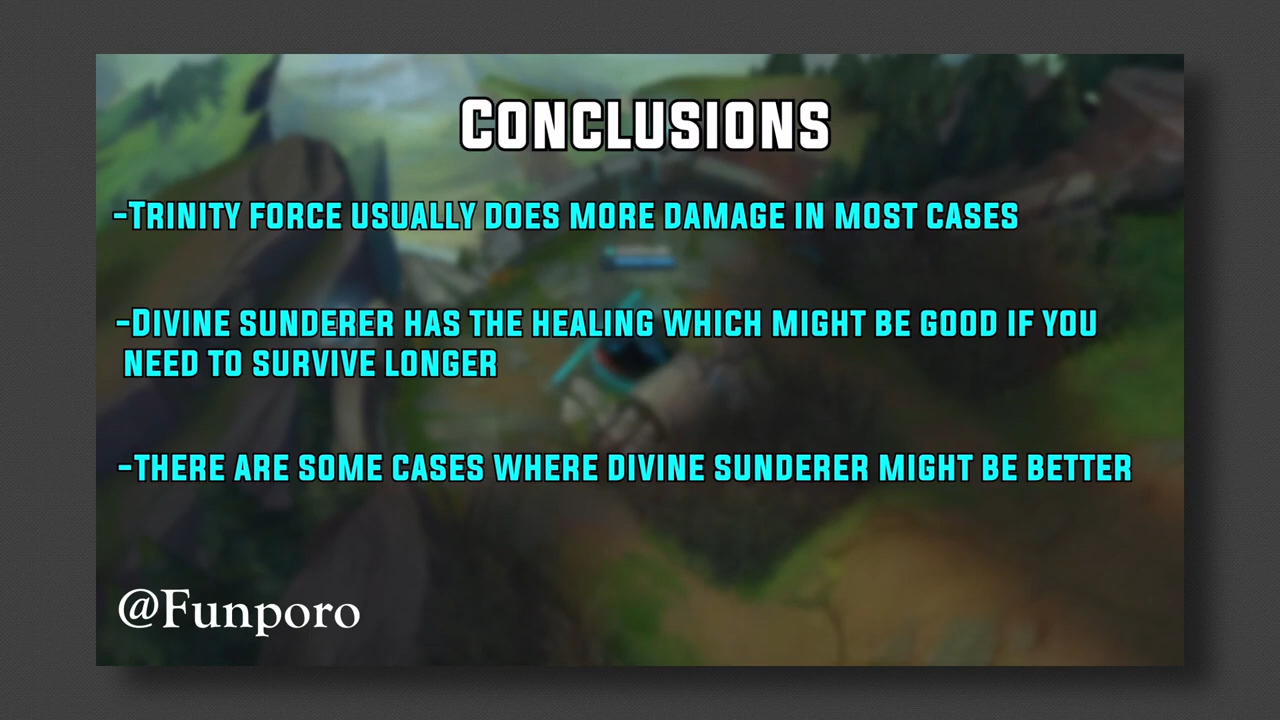 Conclusions
-Trinity force usually does more damage in most cases
-Divine sunderer has the healing which might be good if you
need to survive longer
-there are some cases where divine sunderer might be better
@Funporo